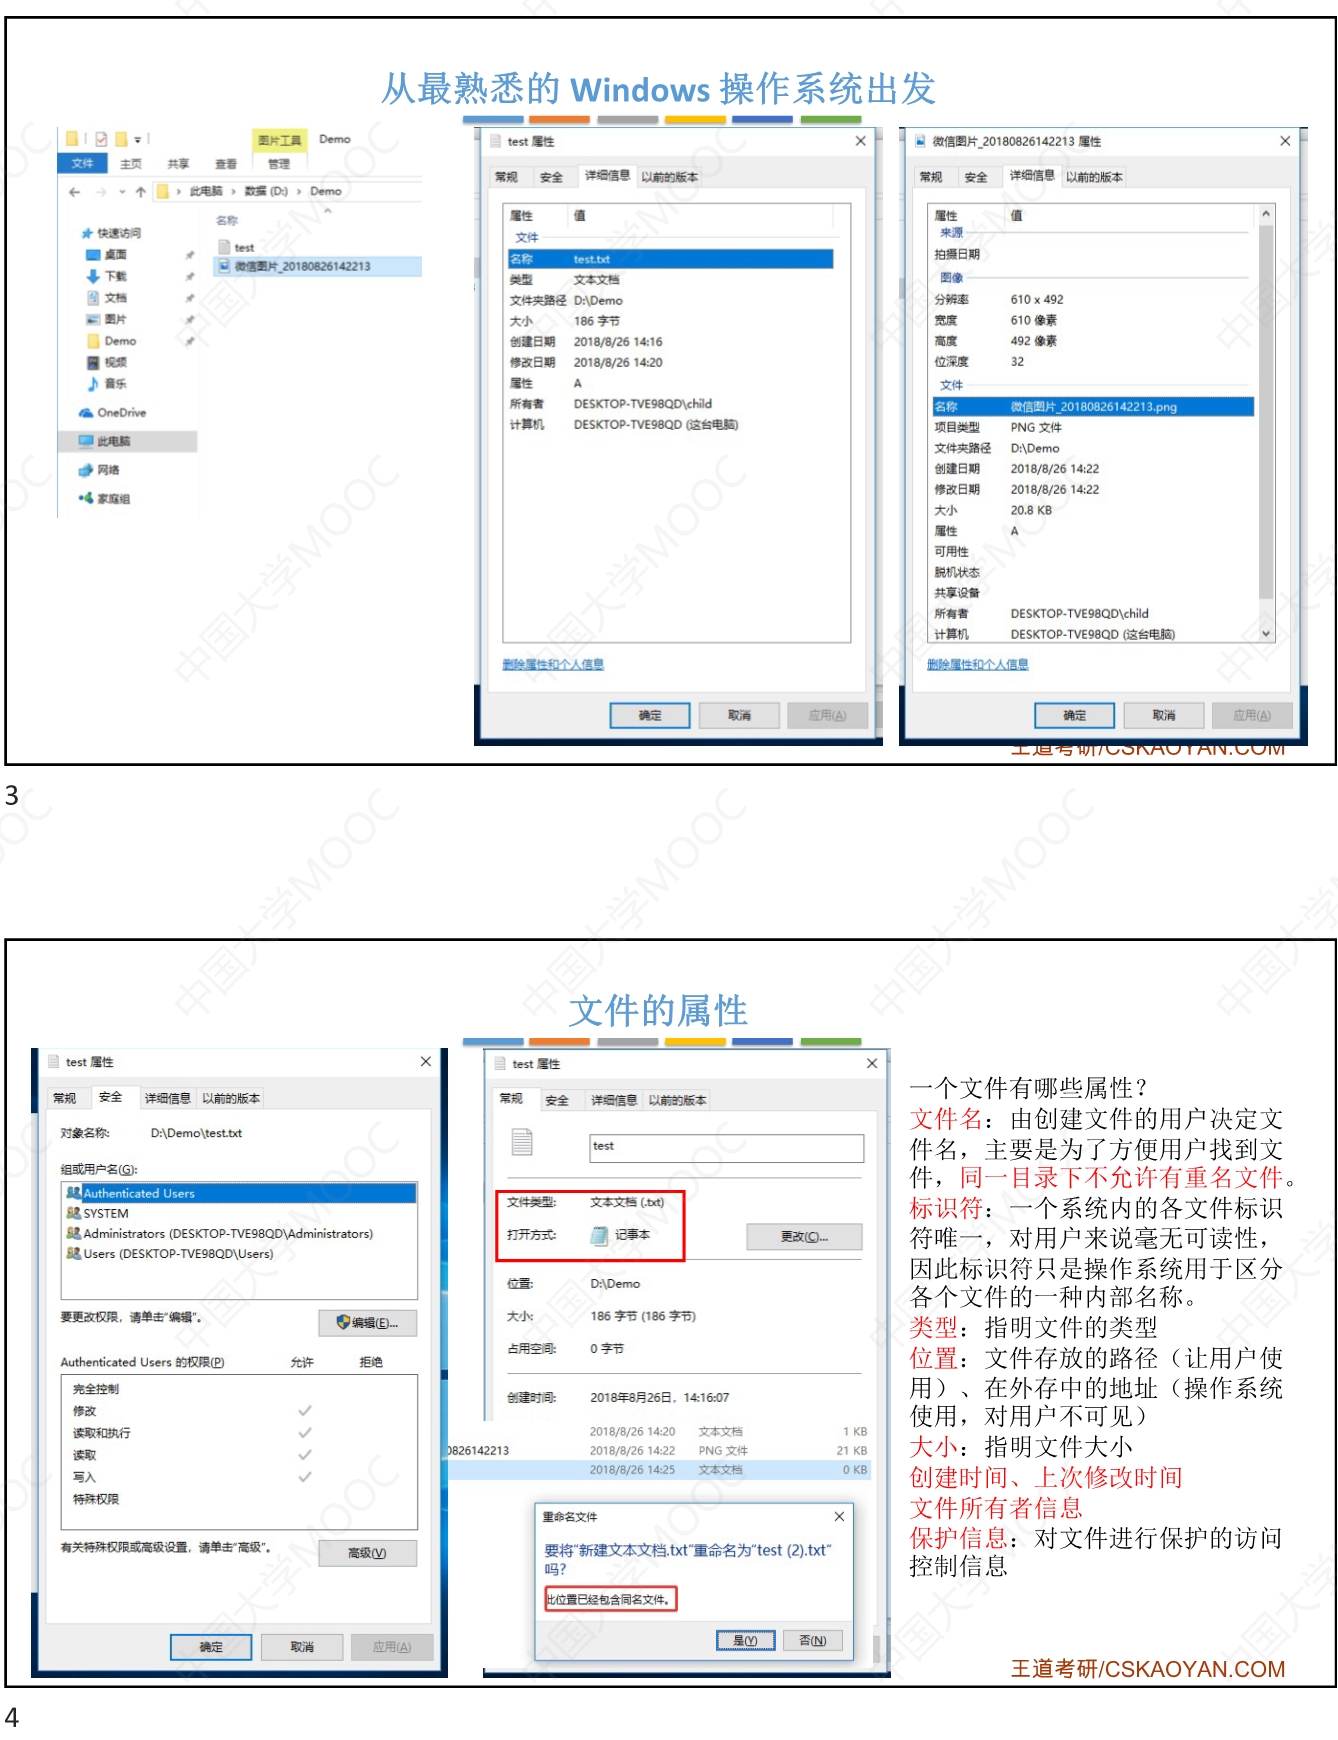 从最熟悉的 Windows 操作系统出发
图片工具 Demo
文件 主页 共享 查看 管理
此电脑 › 数据 (D:) › Demo
名称
快速访问
桌面
下载
文档
图片
Demo
视频
音乐
OneDrive
此电脑
网络
家庭组
test
微信图片_20180826142213
test 属性
常规 安全 详细信息 以前的版本
属性 值
文件
名称 test.txt
类型 文本文档
文件夹路径 D:\Demo
大小 186 字节
创建日期 2018/8/26 14:16
修改日期 2018/8/26 14:20
属性 A
所有者 DESKTOP-TVE98QD\child
计算机 DESKTOP-TVE98QD (这台电脑)
删除属性和个人信息
确定 取消 应用(A)
微信图片_20180826142213 属性
常规 安全 详细信息 以前的版本
属性 值
来源
拍摄日期
图像
分辨率 610 x 492
宽度 610 像素
高度 492 像素
位深度 32
文件
名称 微信图片_20180826142213.png
项目类型 PNG 文件
文件夹路径 D:\Demo
创建日期 2018/8/26 14:22
修改日期 2018/8/26 14:22
大小 20.8 KB
属性 A
可用性
脱机状态
共享设备
所有者 DESKTOP-TVE98QD\child
计算机 DESKTOP-TVE98QD (这台电脑)
删除属性和个人信息
确定 取消 应用(A)
王道考研/CSKAOYAN.COM
3
文件的属性
test 属性
常规 安全 详细信息 以前的版本
对象名称: D:\Demo\test.txt
组或用户名(G):
Authenticated Users
SYSTEM
Administrators (DESKTOP-TVE98QD\Administrators)
Users (DESKTOP-TVE98QD\Users)
要更改权限，请单击"编辑"。
编辑(E)...
Authenticated Users 的权限(P) 允许 拒绝
完全控制
修改
读取和执行
读取
写入
特殊权限
有关特殊权限或高级设置，请单击"高级"。
高级(V)
确定 取消 应用(A)
test 属性
常规 安全 详细信息 以前的版本
test
文件类型: 文本文档 (.txt)
打开方式: 记事本 更改(C)...
位置: D:\Demo
大小: 186 字节 (186 字节)
占用空间: 0 字节
创建时间: 2018年8月26日，14:16:07
2018/8/26 14:20 文本文档 1 KB
0826142213 2018/8/26 14:22 PNG 文件 21 KB
2018/8/26 14:25 文本文档 0 KB
重命名文件
要将"新建文本文档.txt"重命名为"test (2).txt"
吗?
此位置已经包含同名文件。
是(Y) 否(N)
一个文件有哪些属性？
文件名：由创建文件的用户决定文
件名，主要是为了方便用户找到文
件，同一目录下不允许有重名文件。
标识符：一个系统内的各文件标识
符唯一，对用户来说毫无可读性，
因此标识符只是操作系统用于区分
各个文件的一种内部名称。
类型：指明文件的类型
位置：文件存放的路径（让用户使
用）、在外存中的地址（操作系统
使用，对用户不可见）
大小：指明文件大小
创建时间、上次修改时间
文件所有者信息
保护信息：对文件进行保护的访问
控制信息
王道考研/CSKAOYAN.COM
4
中国大学MOOC